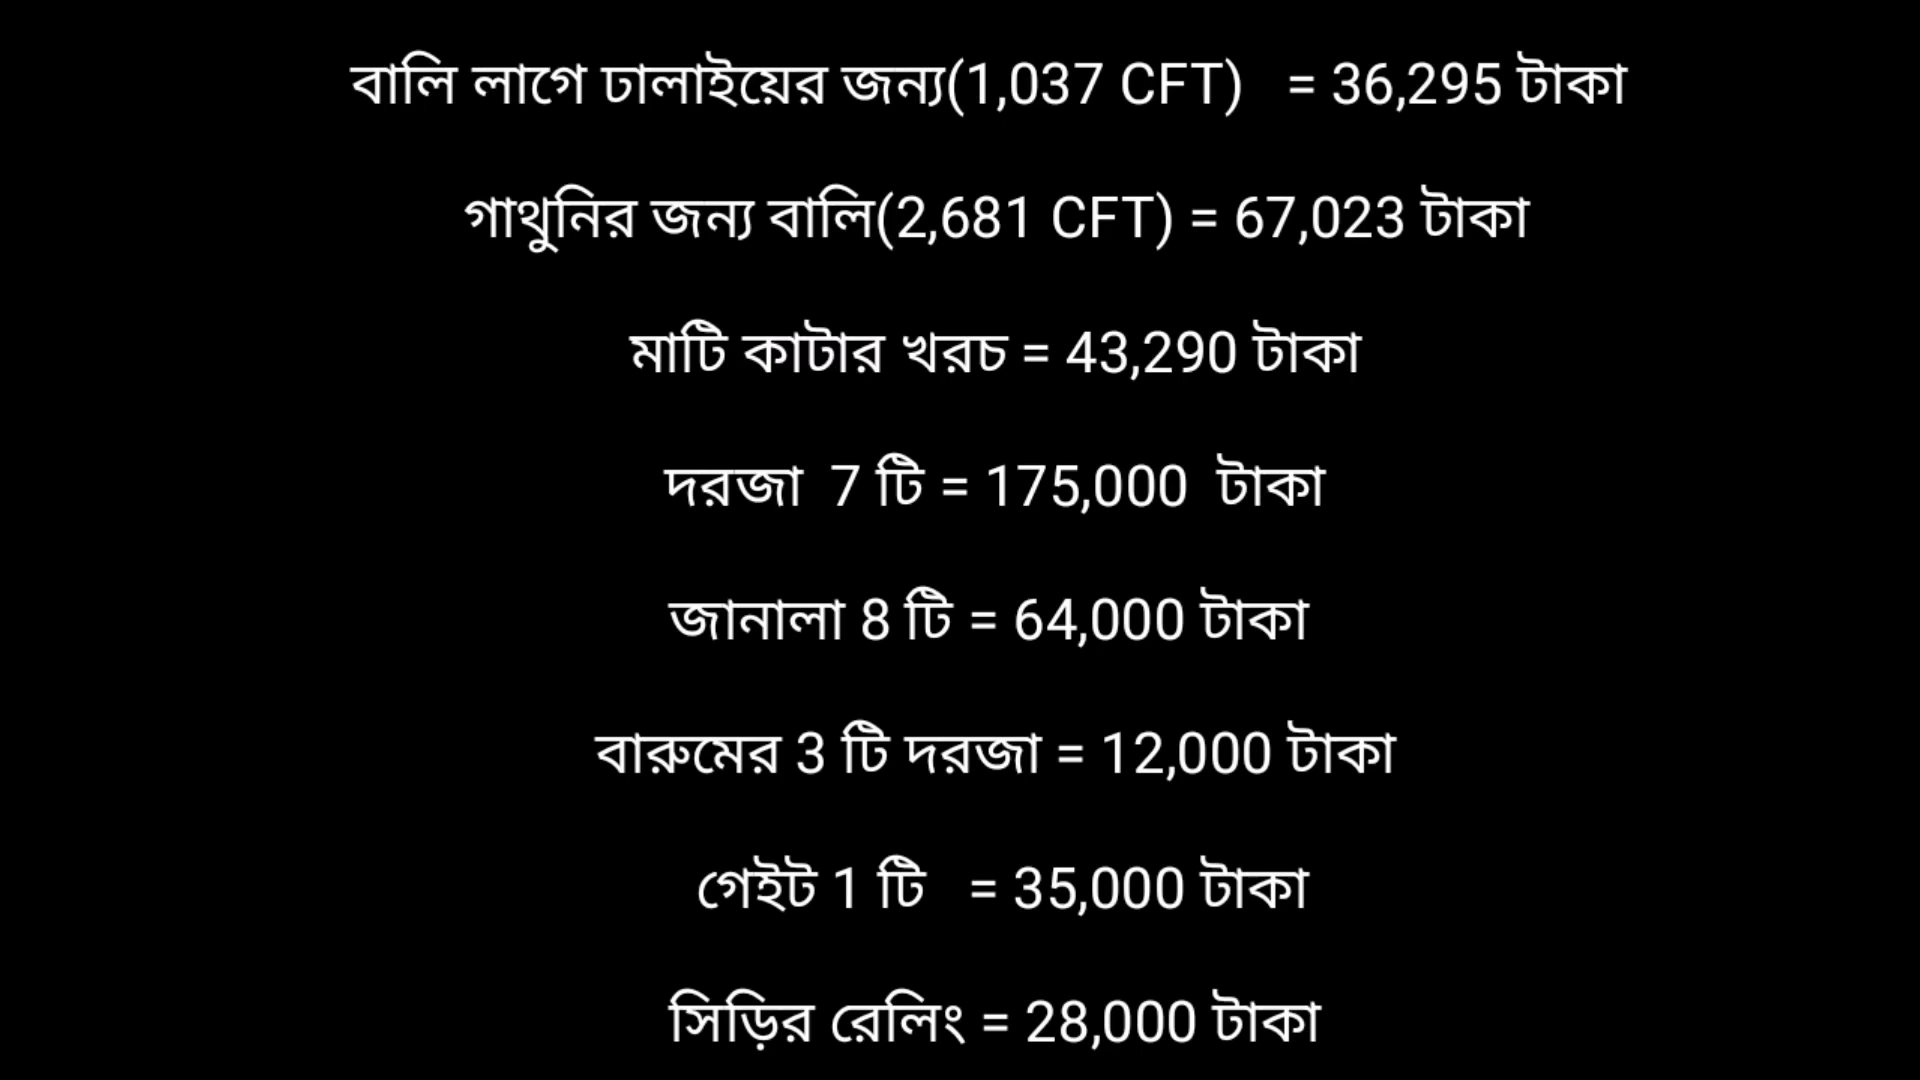 বালি লাগে ঢালাইয়ের জন্য(1,037 CFT) = 36,295 টাকা
গাথুনির জন্য বালি(2,681 CFT) = 67,023 টাকা
মাটি কাটার খরচ = 43,290 টাকা
দরজা 7 টি = 175,000 টাকা
জানালা 8 টি = 64,000 টাকা
বারুমের 3 টি দরজা = 12,000 টাকা
গেইট 1 টি = 35,000 টাকা
সিড়ির রেলিং = 28,000 টাকা